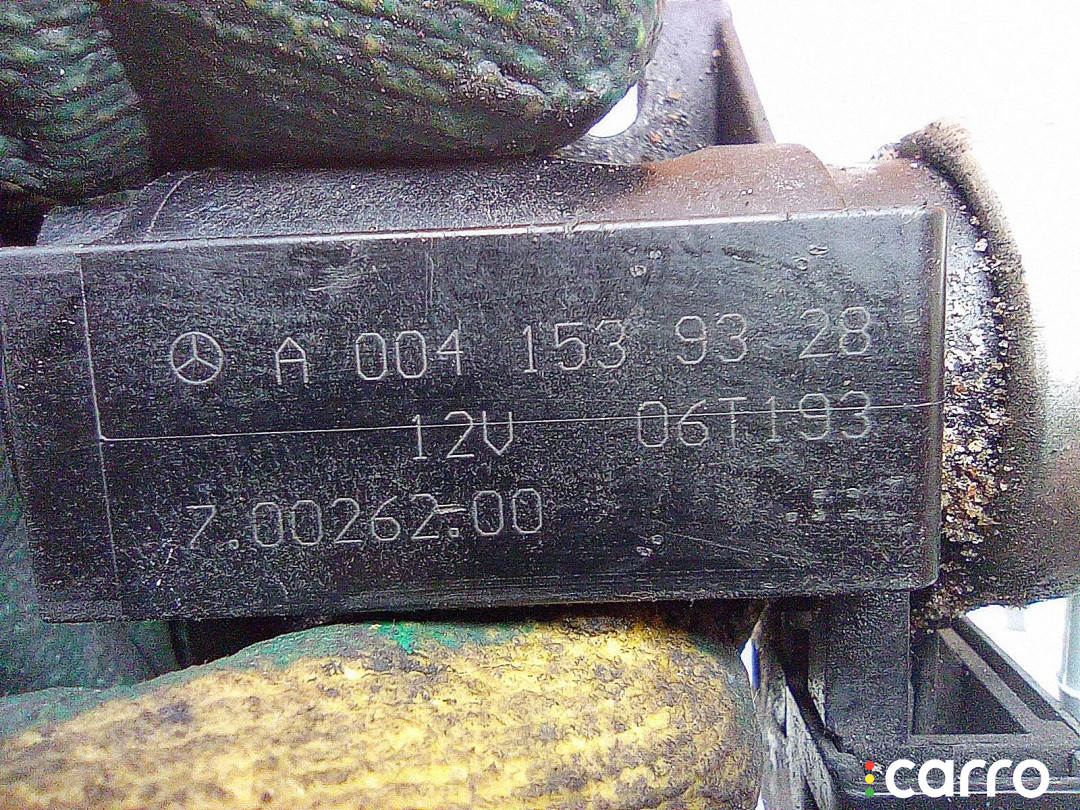 A 004 153 93 28
12V 06T193
7.00262-00
carro